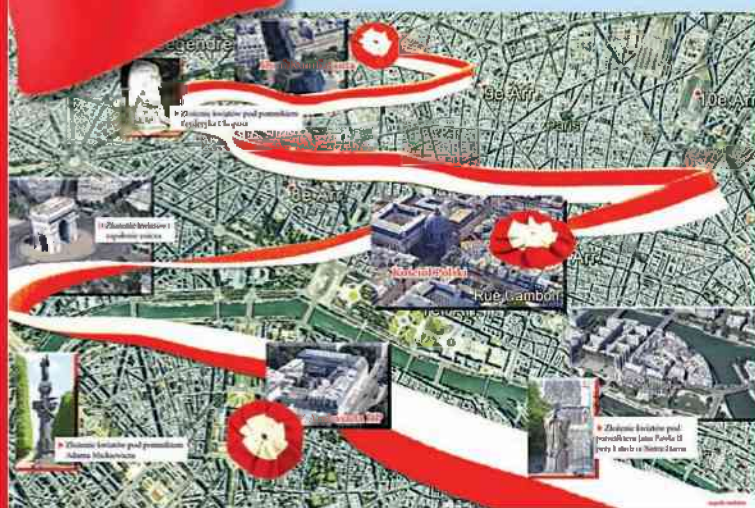 Legendre
9e Arr.
10e A
Złożenie kwiatów pod pomnikiem
Fryderyka Chopina
Paris
8e Arr.
Złożenie kwiatów i
zapalenie znicza
Kościół Polski
Arr.
Rue Cambon
Złożenie kwiatów pod pomnikiem
Adama Mickiewicza
Złożenie kwiatów pod
pomnikiem Jana Pawła II
przy katedrze Notre Dame